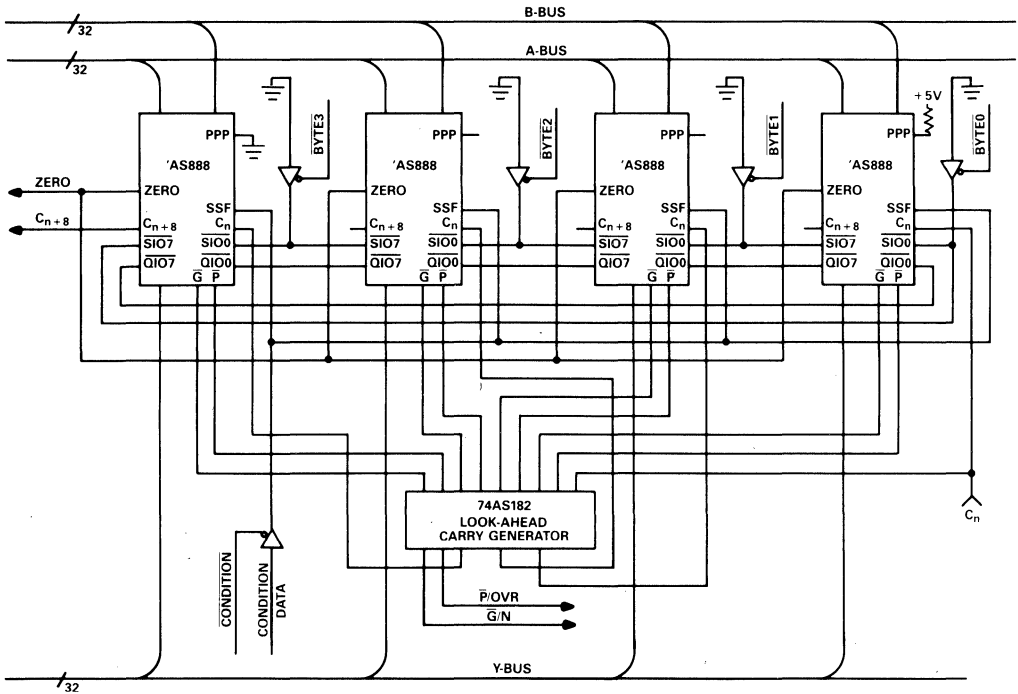 B-BUS
32
A-BUS
32
+5V
BYTE3
BYTE2
BYTE1
BYTE0
PPP
PPP
PPP
PPP
'AS888
'AS888
'AS888
'AS888
ZERO
ZERO
ZERO
ZERO
ZERO
SSF
SSF
SSF
SSF
Cn+8
Cn+8
Cn
Cn+8
Cn
Cn+8
Cn
Cn+8
Cn
SIO7
SIO0
SIO7
SIO0
SIO7
SIO0
SIO7
SIO0
QIO7
QIO0
QIO7
QIO0
QIO7
QIO0
QIO7
QIO0
G P
G P
G P
G P
74AS182
LOOK-AHEAD
CARRY GENERATOR
Cn
CONDITION
CONDITION
DATA
P/OVR
G/N
Y-BUS
32